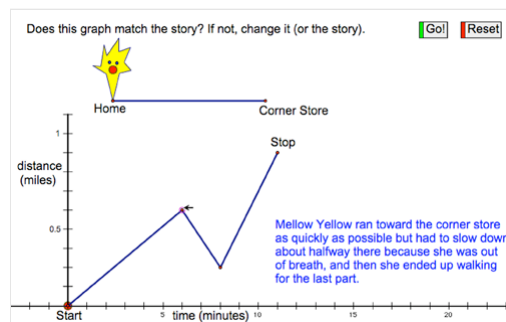 Does this graph match the story? If not, change it (or the story).
Go!
Reset
Home
Corner Store
1
distance
(miles)
Stop
0.5
Mellow Yellow ran toward the corner store
as quickly as possible but had to slow down
about halfway there because she was out
of breath, and then she ended up walking
for the last part.
Start
5
time (minutes)
10
15
20